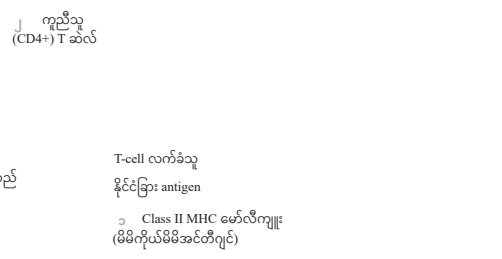 ၂ ကူညီသူ
(CD4+) T ဆဲလ်
T-cell လက်ခံသူ
နိုင်ငံခြား antigen
၁ Class II MHC မော်လီကျူး
(မိမိကိုယ်မိမိအင်တီဂျင်)